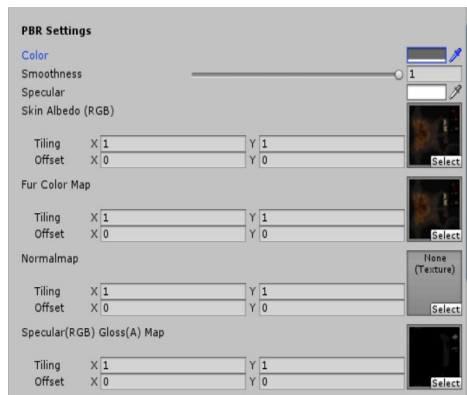 PBR Settings
Color
Smoothness 1
Specular
Skin Albedo (RGB)
Tiling X 1 Y 1
Offset X 0 Y 0 Select
Fur Color Map
Tiling X 1 Y 1
Offset X 0 Y 0 Select
Normalmap None
(Texture)
Tiling X 1 Y 1
Offset X 0 Y 0 Select
Specular(RGB) Gloss(A) Map
Tiling X 1 Y 1
Offset X 0 Y 0 Select